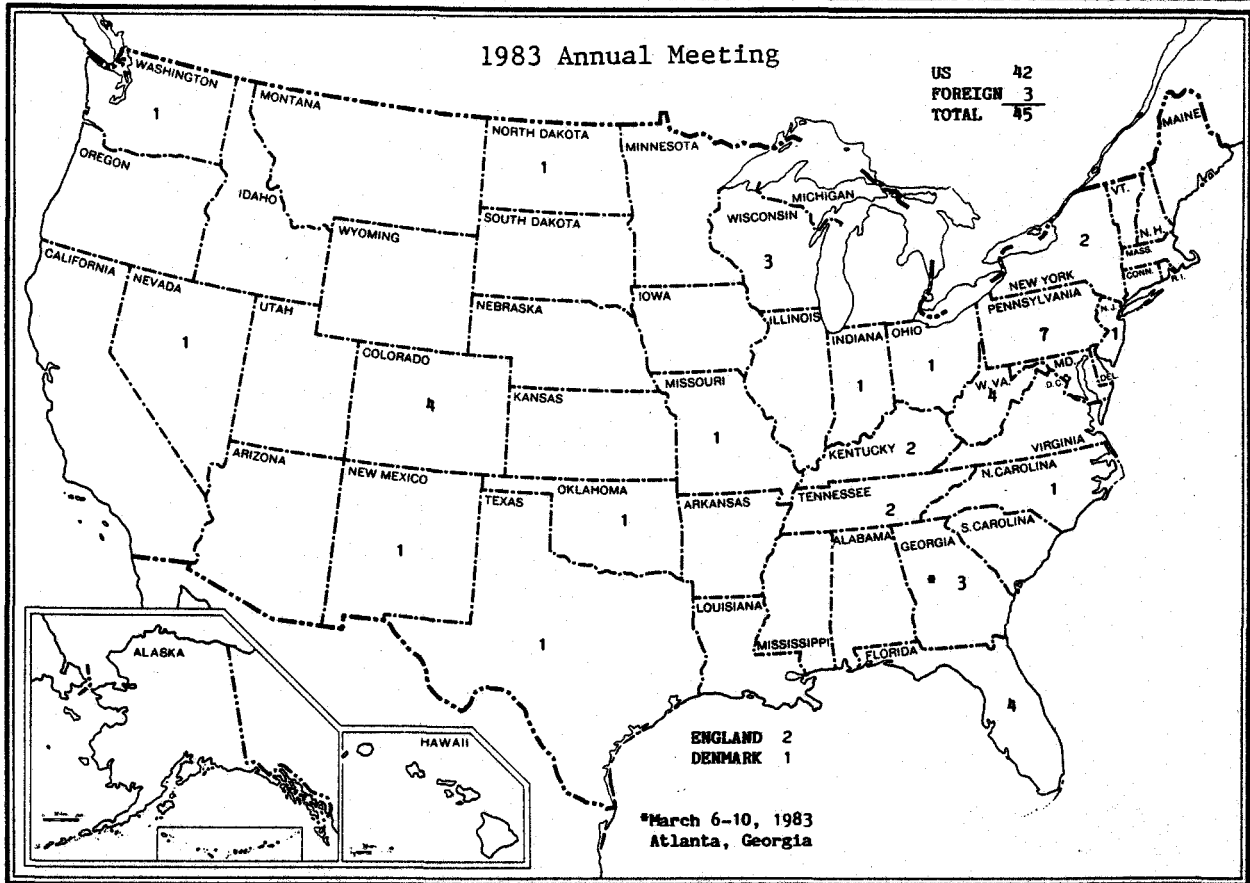 1983 Annual Meeting
US 42
FOREIGN 3
TOTAL 45
WASHINGTON
1
MONTANA
NORTH DAKOTA
1
MINNESOTA
MAINE
OREGON
IDAHO
SOUTH DAKOTA
WISCONSIN
3
MICHIGAN
VT.
N.H.
MASS.
CONN.
R.I.
2
NEW YORK
WYOMING
CALIFORNIA
NEVADA
1
UTAH
NEBRASKA
IOWA
ILLINOIS
INDIANA
1
OHIO
1
PENNSYLVANIA
7
N.J.
1
COLORADO
4
KANSAS
MISSOURI
1
W. VA.
4
MD.
D.C.
DEL.
KENTUCKY 2
VIRGINIA
ARIZONA
NEW MEXICO
1
TEXAS
1
OKLAHOMA
1
ARKANSAS
TENNESSEE
2
N. CAROLINA
1
S. CAROLINA
ALABAMA
GEORGIA
* 3
LOUISIANA
MISSISSIPPI
FLORIDA
4
ALASKA
HAWAII
ENGLAND 2
DENMARK 1
*March 6-10, 1983
Atlanta, Georgia